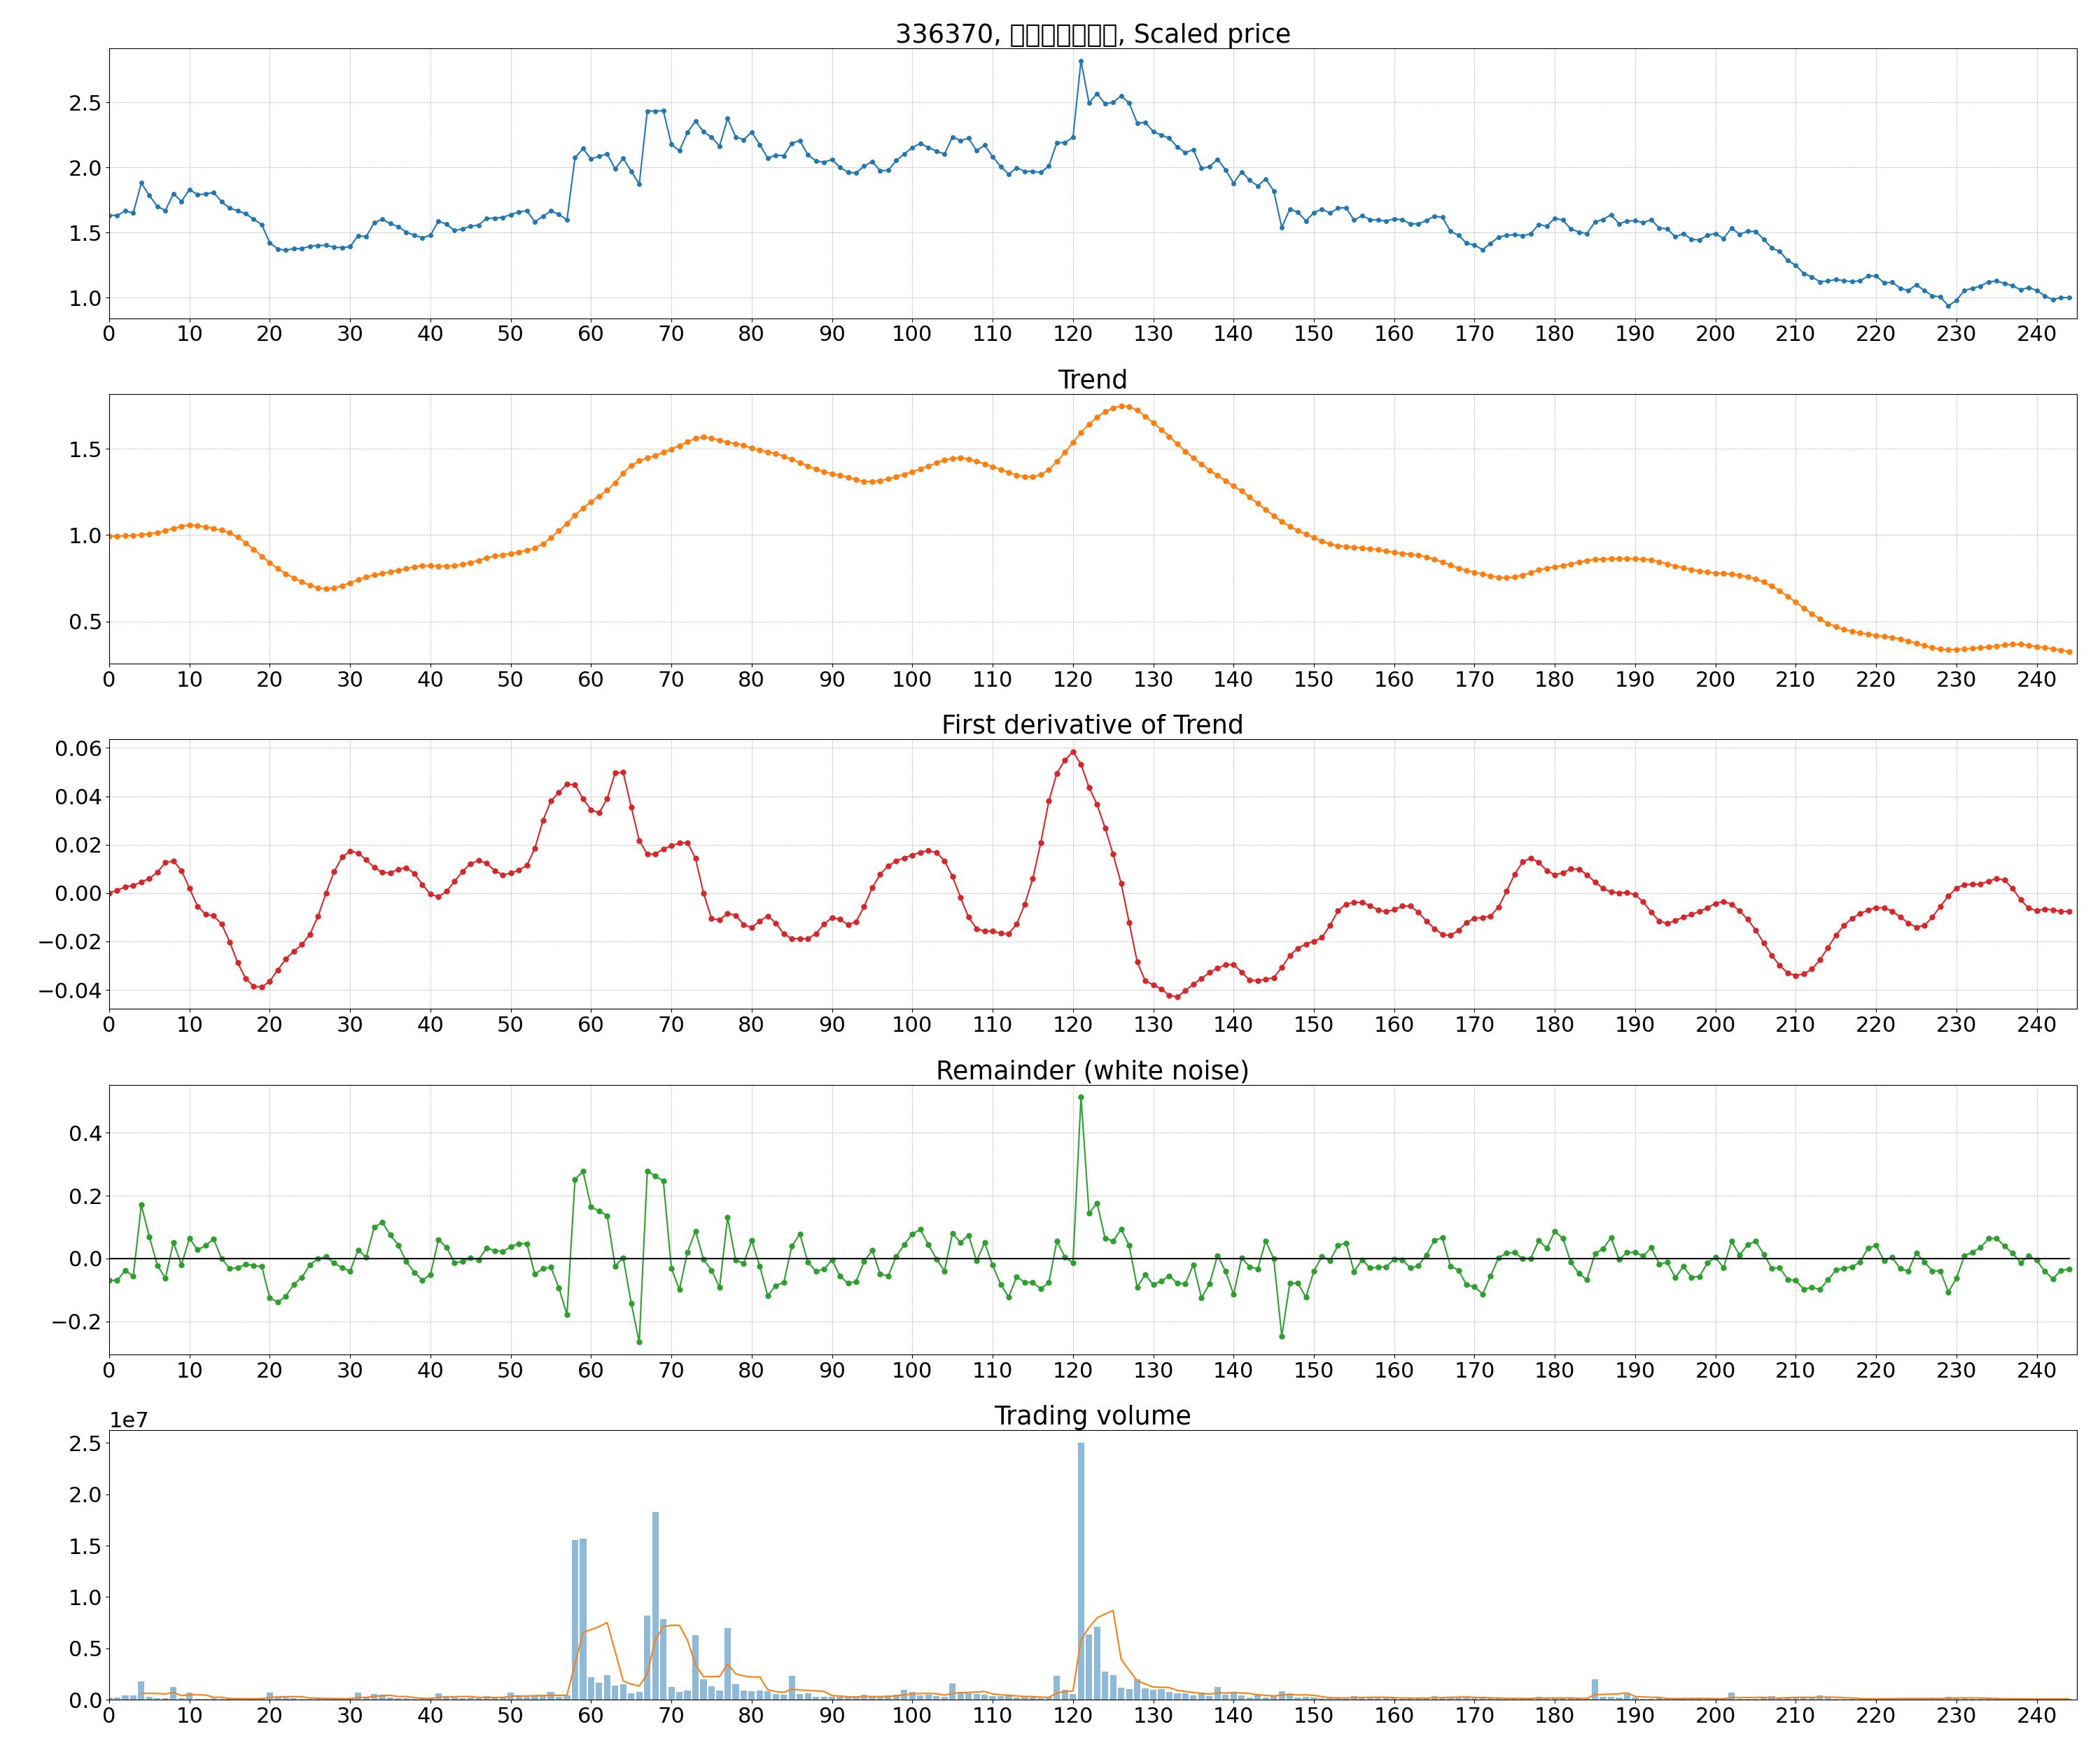 336370, □□□□□□□, Scaled price
2.5
2.0
1.5
1.0
0 10 20 30 40 50 60 70 80 90 100 110 120 130 140 150 160 170 180 190 200 210 220 230 240
Trend
1.5
1.0
0.5
0 10 20 30 40 50 60 70 80 90 100 110 120 130 140 150 160 170 180 190 200 210 220 230 240
First derivative of Trend
0.06
0.04
0.02
0.00
−0.02
−0.04
0 10 20 30 40 50 60 70 80 90 100 110 120 130 140 150 160 170 180 190 200 210 220 230 240
Remainder (white noise)
0.4
0.2
0.0
−0.2
0 10 20 30 40 50 60 70 80 90 100 110 120 130 140 150 160 170 180 190 200 210 220 230 240
Trading volume
1e7
2.5
2.0
1.5
1.0
0.5
0.0
0 10 20 30 40 50 60 70 80 90 100 110 120 130 140 150 160 170 180 190 200 210 220 230 240